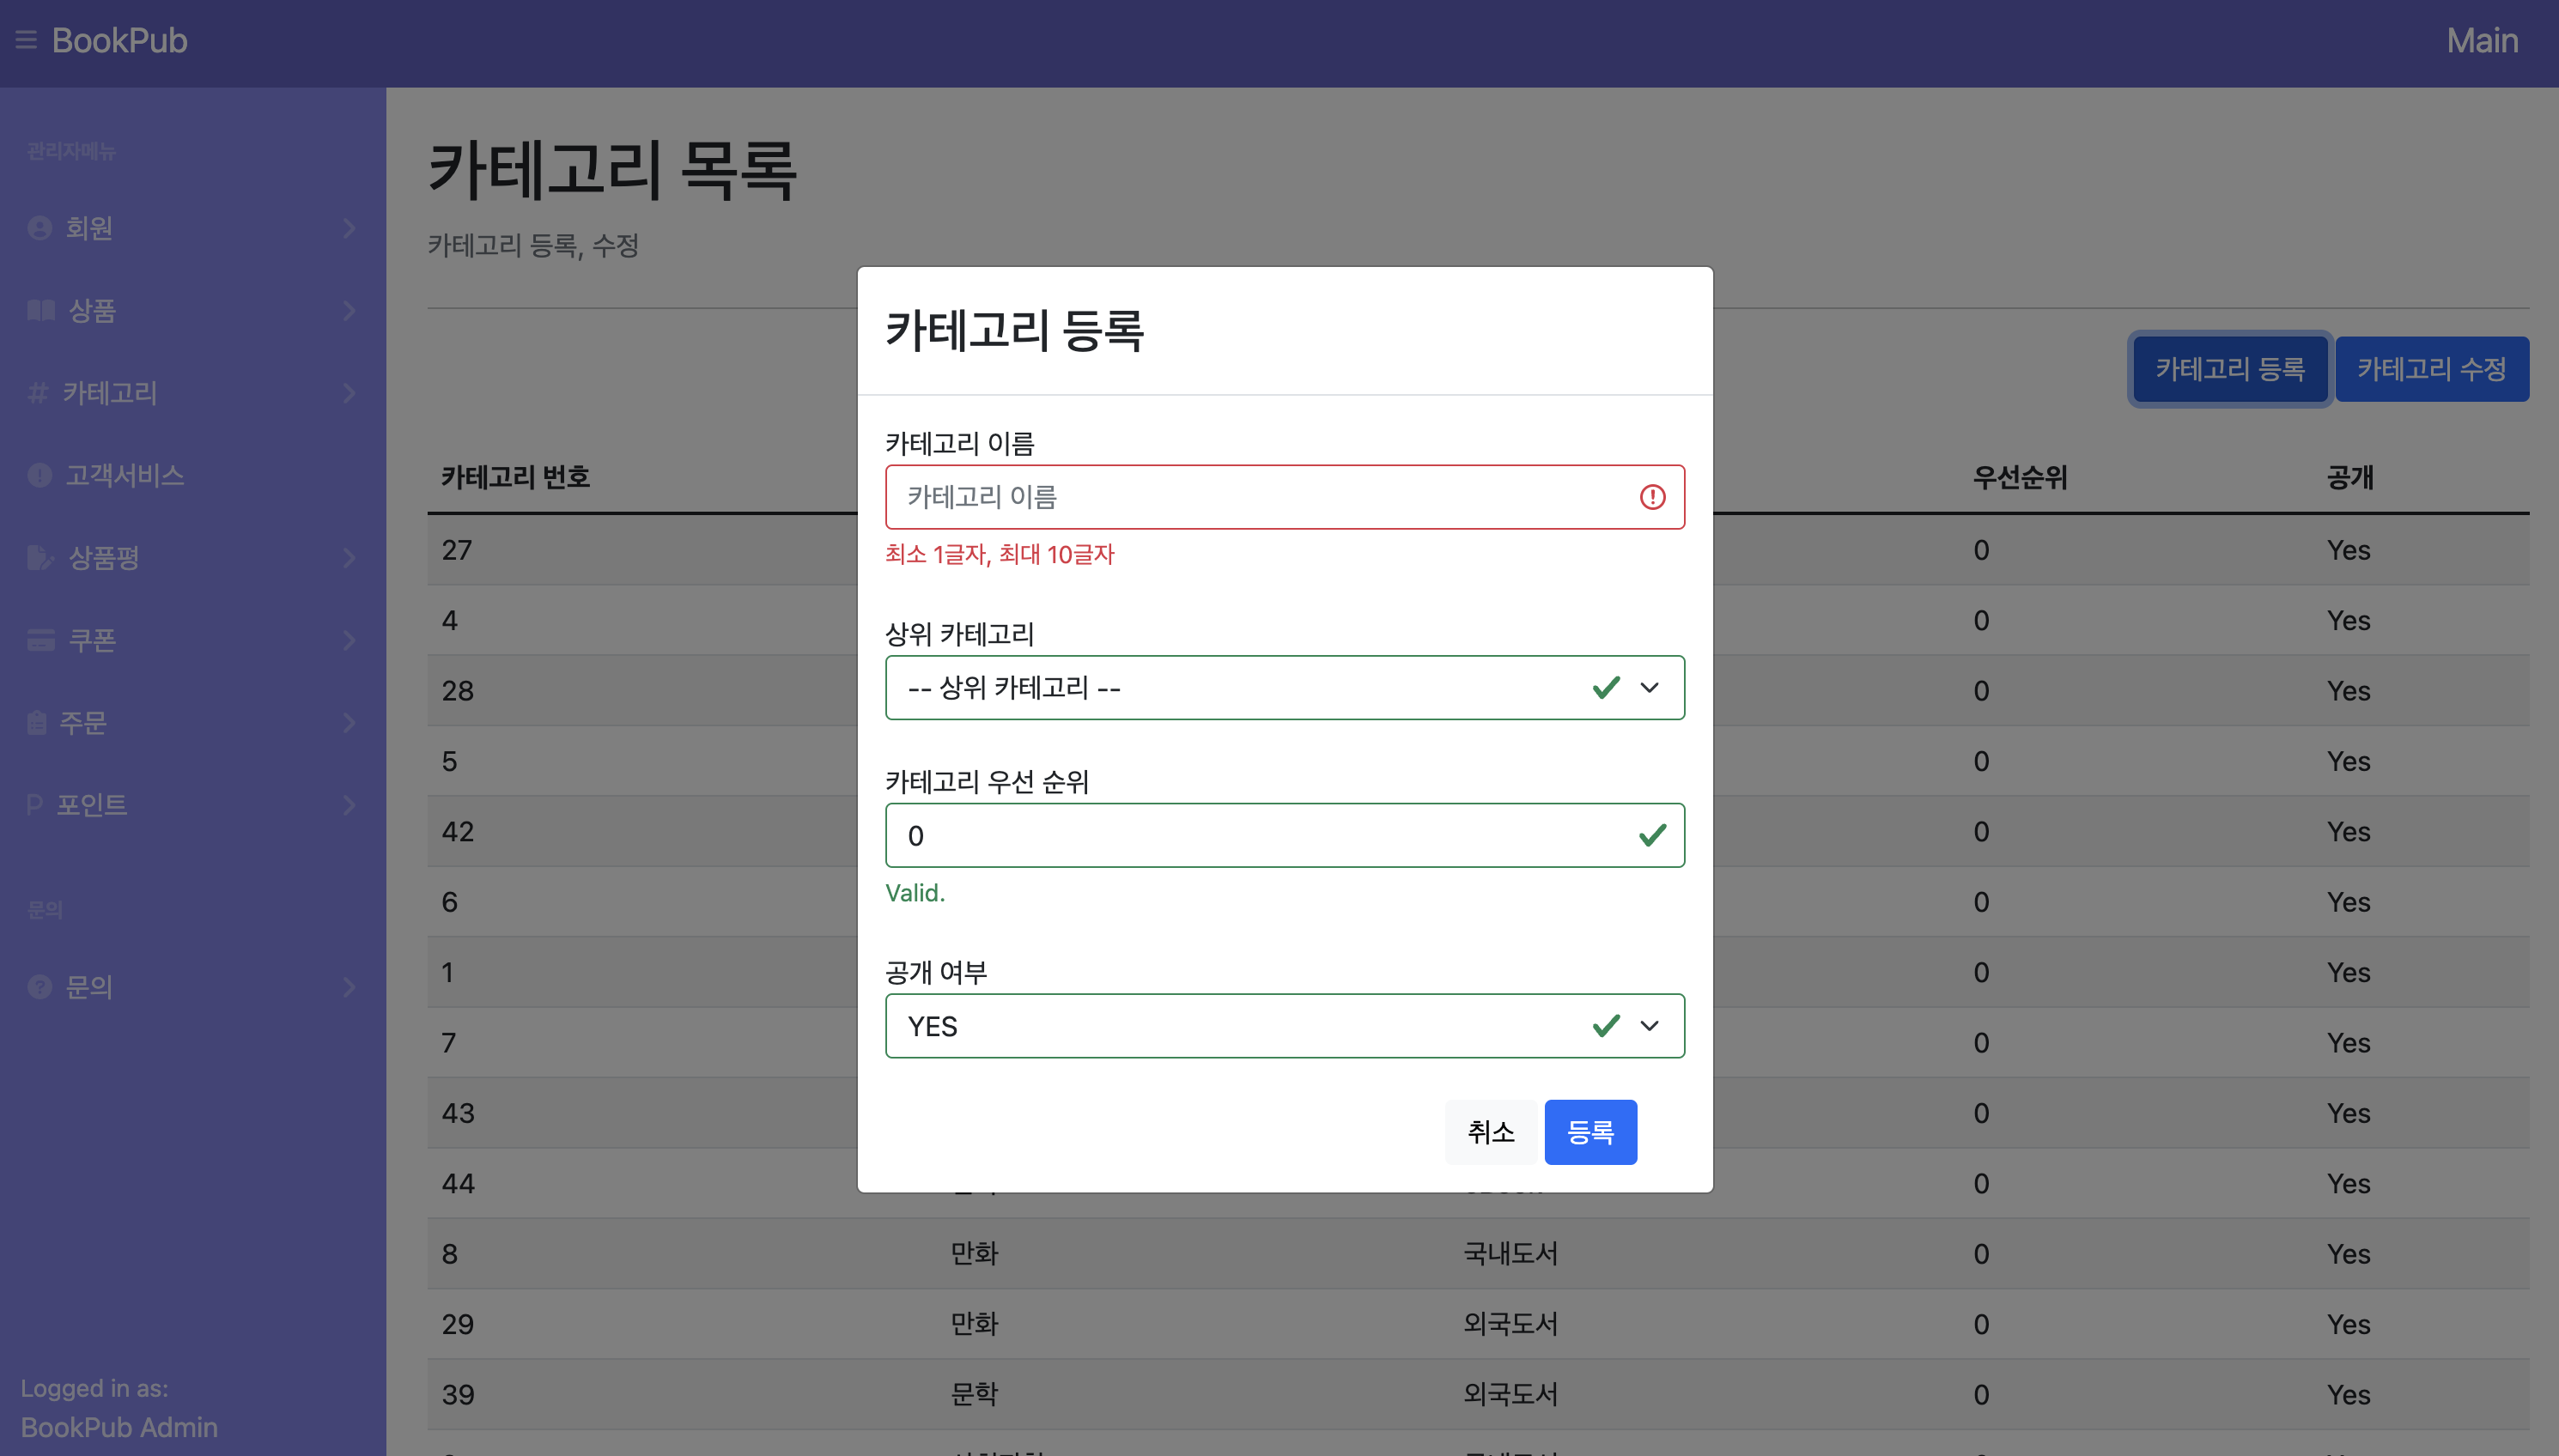 BookPub
Main
관리자메뉴
회원
상품
카테고리
고객서비스
상품평
쿠폰
주문
포인트
문의
문의
Logged in as:
BookPub Admin
카테고리 목록
카테고리 등록, 수정
카테고리 등록 카테고리 수정
카테고리 번호 우선순위 공개
27 0 Yes
4 0 Yes
28 0 Yes
5 0 Yes
42 0 Yes
6 0 Yes
1 0 Yes
7 0 Yes
43 0 Yes
44 0 Yes
8 만화 국내도서 0 Yes
29 만화 외국도서 0 Yes
39 문학 외국도서 0 Yes
카테고리 등록
카테고리 이름
카테고리 이름
최소 1글자, 최대 10글자
상위 카테고리
-- 상위 카테고리 --
카테고리 우선 순위
0
Valid.
공개 여부
YES
취소 등록